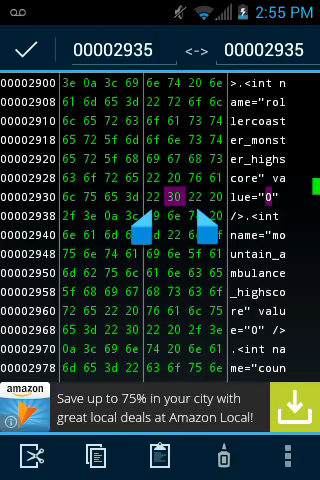 2:55 PM
00002935 <-> 00002935
00002900 3e 0a 3c 69 6e 74 20 6e >.<int n
00002908 61 6d 65 3d 22 72 6f 6c ame="rol
00002910 6c 65 72 63 6f 61 73 74 lercoast
00002918 65 72 5f 6d 6f 6e 73 74 er_monst
00002920 65 72 5f 68 69 67 68 73 er_highs
00002928 63 6f 72 65 22 20 76 61 core" va
00002930 6c 75 65 3d 22 30 22 20 lue="0"
00002938 2f 3e 0a 3c 6e 20 />.<int
00002940 6e 61 6d 22 name="mo
00002948 75 6e 74 61 69 6e 5f 61 untain_a
00002950 6d 62 75 6c 61 6e 63 65 mbulance
00002958 5f 68 69 67 68 73 63 6f _highsco
00002960 72 65 22 20 76 61 6c 75 re" valu
00002968 65 3d 22 30 22 20 2f 3e e="0" />
00002970 0a 3c 69 6e 74 20 6e 61 .<int na
00002978 6d 65 3d 22 63 6f 75 6e me="coun
amazon
Save up to 75% in your city with
great local deals at Amazon Local!